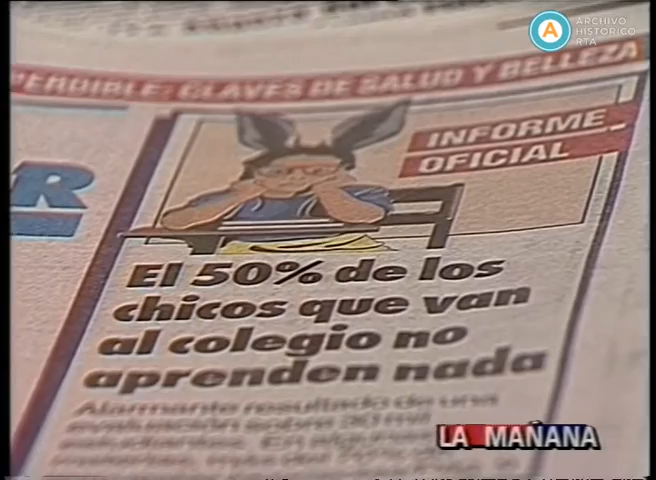 A
ARCHIVO
HISTÓRICO
RTA
PERDIBLE: CLAVES DE SALUD Y BELLEZA
R
INFORME
OFICIAL
El 50% de los
chicos que van
al colegio no
aprenden nada
Alarmante resultado de una
LA MAÑANA